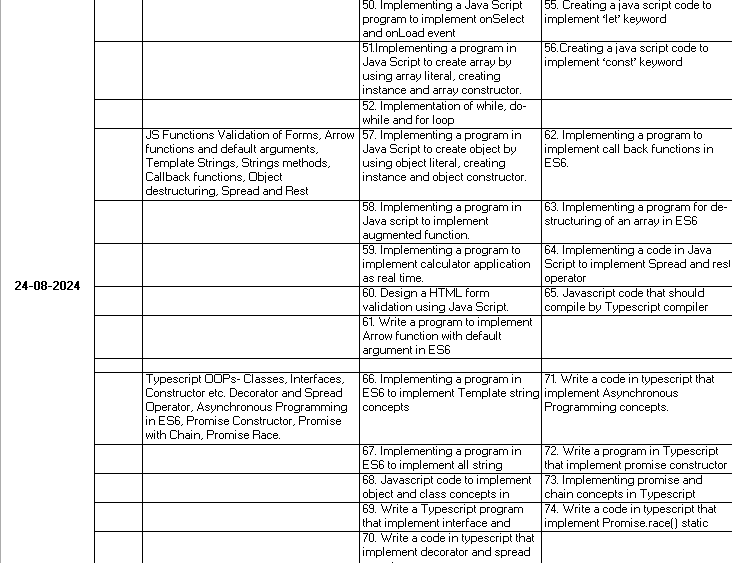 50. Implementing a Java Script
program to implement onSelect
and onLoad event
55. Creating a java script code to
implement 'let' keyword
51.Implementing a program in
Java Script to create array by
using array literal, creating
instance and array constructor.
56.Creating a java script code to
implement 'const' keyword
52. Implementation of while, do-
while and for loop
24-08-2024
JS Functions Validation of Forms, Arrow
functions and default arguments,
Template Strings, Strings methods,
Callback functions, Object
destructuring, Spread and Rest
57. Implementing a program in
Java Script to create object by
using object literal, creating
instance and object constructor.
62. Implementing a program to
implement call back functions in
ES6.
58. Implementing a program in
Java script to implement
augmented function.
63. Implementing a program for de-
structuring of an array in ES6
59. Implementing a program to
implement calculator application
as real time.
64. Implementing a code in Java
Script to implement Spread and rest
operator
60. Design a HTML form
validation using Java Script.
65. Javascript code that should
compile by Typescript compiler
61. Write a program to implement
Arrow function with default
argument in ES6
Typescript OOPs- Classes, Interfaces,
Constructor etc. Decorator and Spread
Operator, Asynchronous Programming
in ES6, Promise Constructor, Promise
with Chain, Promise Race.
66. Implementing a program in
ES6 to implement Template string
concepts
71. Write a code in typescript that
implement Asynchronous
Programming concepts.
67. Implementing a program in
ES6 to implement all string
72. Write a program in Typescript
that implement promise constructor
68. Javascript code to implement
object and class concepts in
73. Implementing promise and
chain concepts in Typescript
69. Write a Typescript program
that implement interface and
74. Write a code in typescript that
implement Promise.race() static
70. Write a code in typescript that
implement decorator and spread